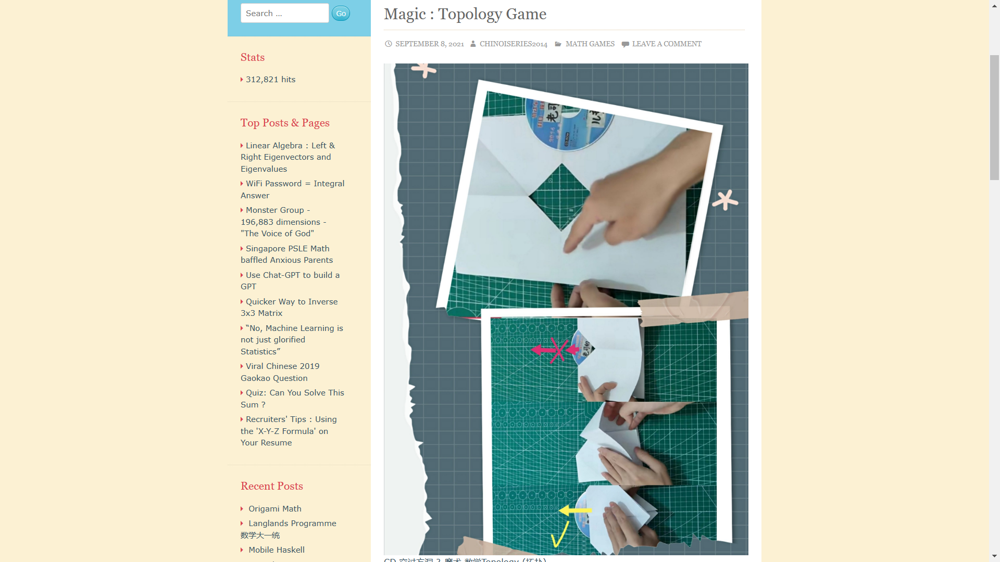 Search ...
Go
Stats
312,821 hits
Top Posts & Pages
Linear Algebra : Left &
Right Eigenvectors and
Eigenvalues
WiFi Password = Integral
Answer
Monster Group -
196,883 dimensions -
"The Voice of God"
Singapore PSLE Math
baffled Anxious Parents
Use Chat-GPT to build a
GPT
Quicker Way to Inverse
3x3 Matrix
“No, Machine Learning is
not just glorified
Statistics”
Viral Chinese 2019
Gaokao Question
Quiz: Can You Solve This
Sum ?
Recruiters' Tips : Using
the 'X-Y-Z Formula' on
Your Resume
Recent Posts
Origami Math
Langlands Programme
数学大一统
Mobile Haskell
Magic : Topology Game
SEPTEMBER 8, 2021
CHINOISERIES2014
MATH GAMES
LEAVE A COMMENT
2014
CD-ROM
CD 穿过方洞 ? 魔术 数学Topology (拓扑)